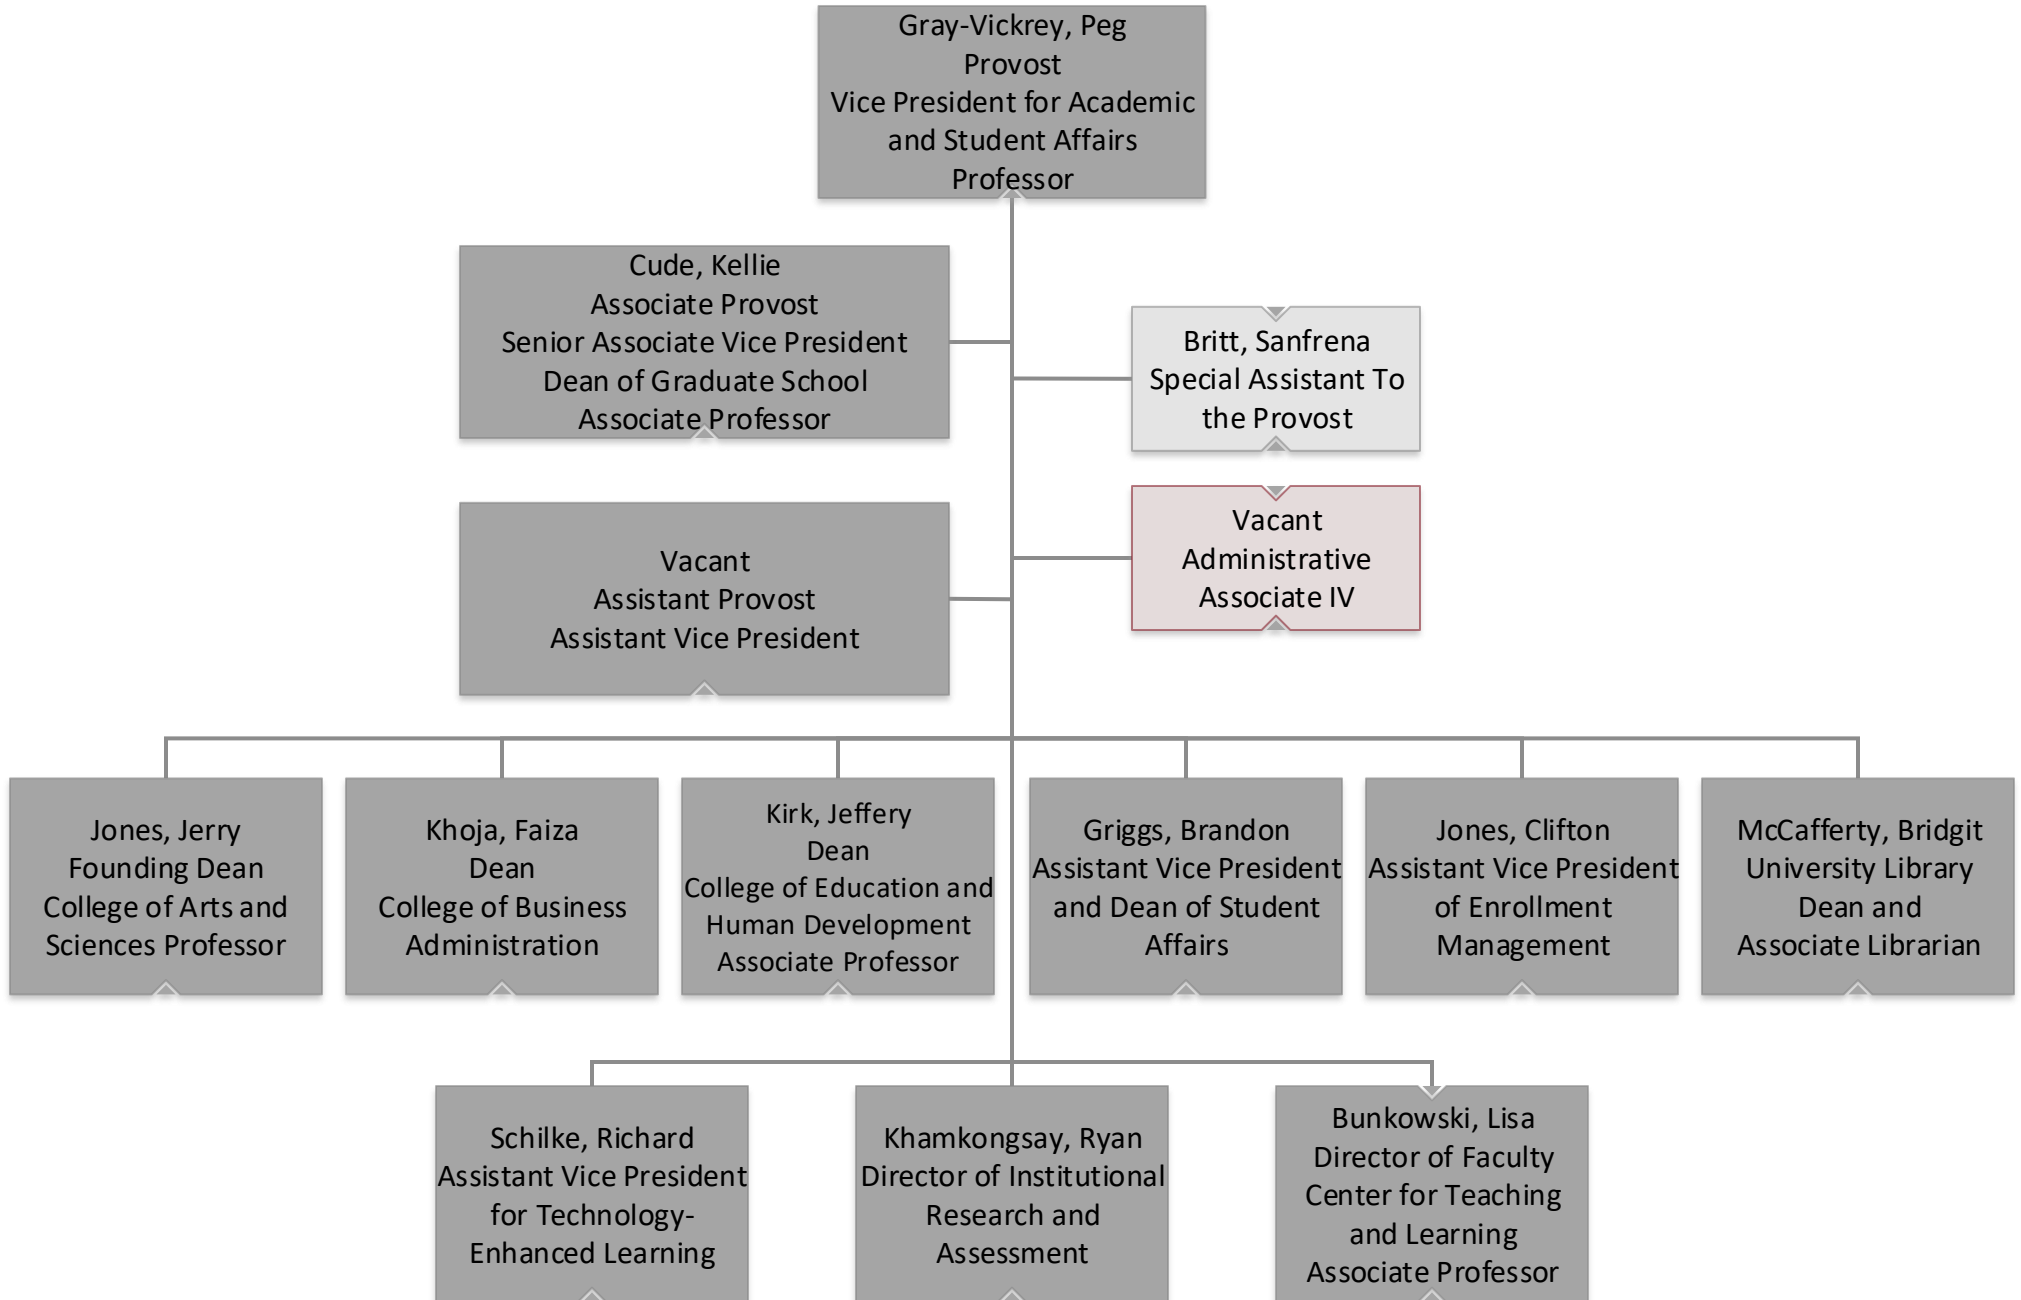 Gray-Vickrey, Peg
Provost
Vice President for Academic
and Student Affairs
Professor
Cude, Kellie
Associate Provost
Senior Associate Vice President
Dean of Graduate School
Associate Professor
Britt, Sanfrena
Special Assistant To
the Provost
Vacant
Assistant Provost
Assistant Vice President
Vacant
Administrative
Associate IV
Jones, Jerry
Founding Dean
College of Arts and
Sciences Professor
Khoja, Faiza
Dean
College of Business
Administration
Kirk, Jeffery
Dean
College of Education and
Human Development
Associate Professor
Griggs, Brandon
Assistant Vice President
and Dean of Student
Affairs
Jones, Clifton
Assistant Vice President
of Enrollment
Management
McCafferty, Bridgit
University Library
Dean and
Associate Librarian
Schilke, Richard
Assistant Vice President
for Technology-
Enhanced Learning
Khamkongsay, Ryan
Director of Institutional
Research and
Assessment
Bunkowski, Lisa
Director of Faculty
Center for Teaching
and Learning
Associate Professor